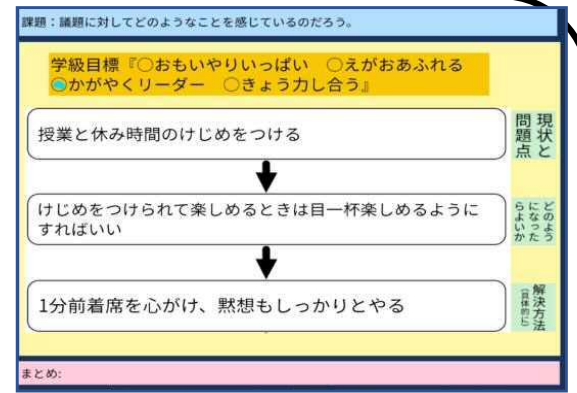 課題:議題に対してどのようなことを感じているのだろう。
学級目標『○おもいやりいっぱい ○えがおあふれる
○かがやくリーダー ○きょう力し合う』
授業と休み時間のけじめをつける
現状と
問題点
けじめをつけられて楽しめるときは目一杯楽しめるように
すればいい
どのよう
になった
らよいか
1分前着席を心がけ、黙想もしっかりとやる
解決方法
(具体的に)
まとめ: